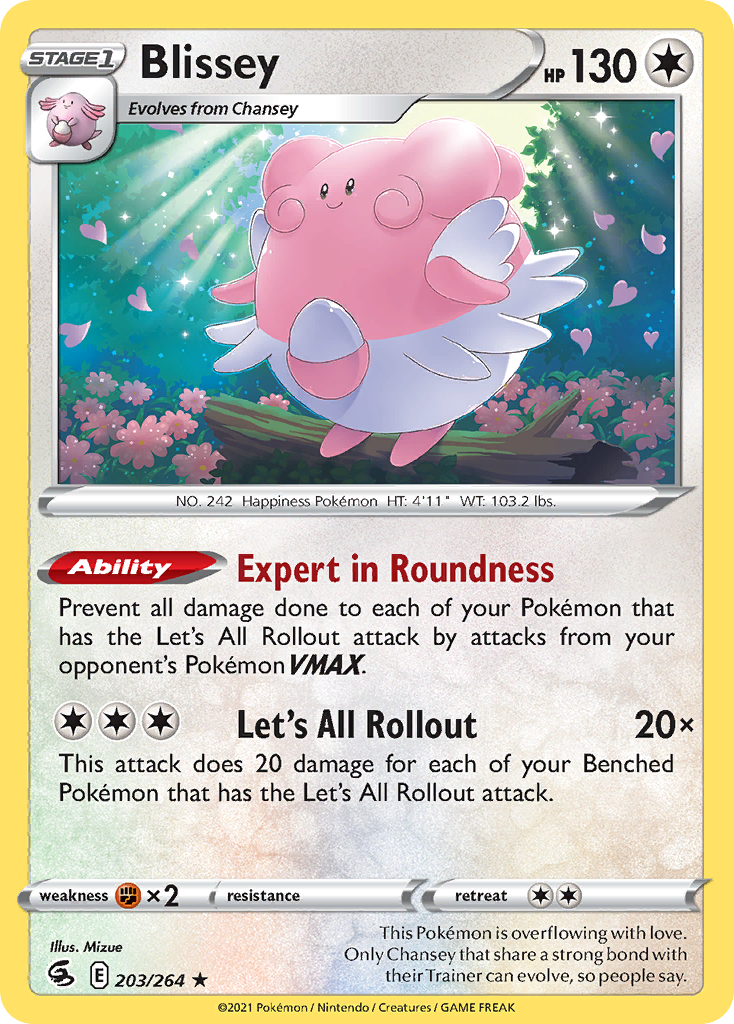 STAGE1
Blissey
HP 130
Evolves from Chansey
NO. 242 Happiness Pokémon HT: 4'11" WT: 103.2 lbs.
Ability Expert in Roundness
Prevent all damage done to each of your Pokémon that
has the Let's All Rollout attack by attacks from your
opponent's Pokémon VMAX.
Let's All Rollout 20×
This attack does 20 damage for each of your Benched
Pokémon that has the Let's All Rollout attack.
weakness ×2 resistance retreat
This Pokémon is overflowing with love.
Only Chansey that share a strong bond with
their Trainer can evolve, so people say.
Illus. Mizue
E 203/264 ★
©2021 Pokémon / Nintendo / Creatures / GAME FREAK